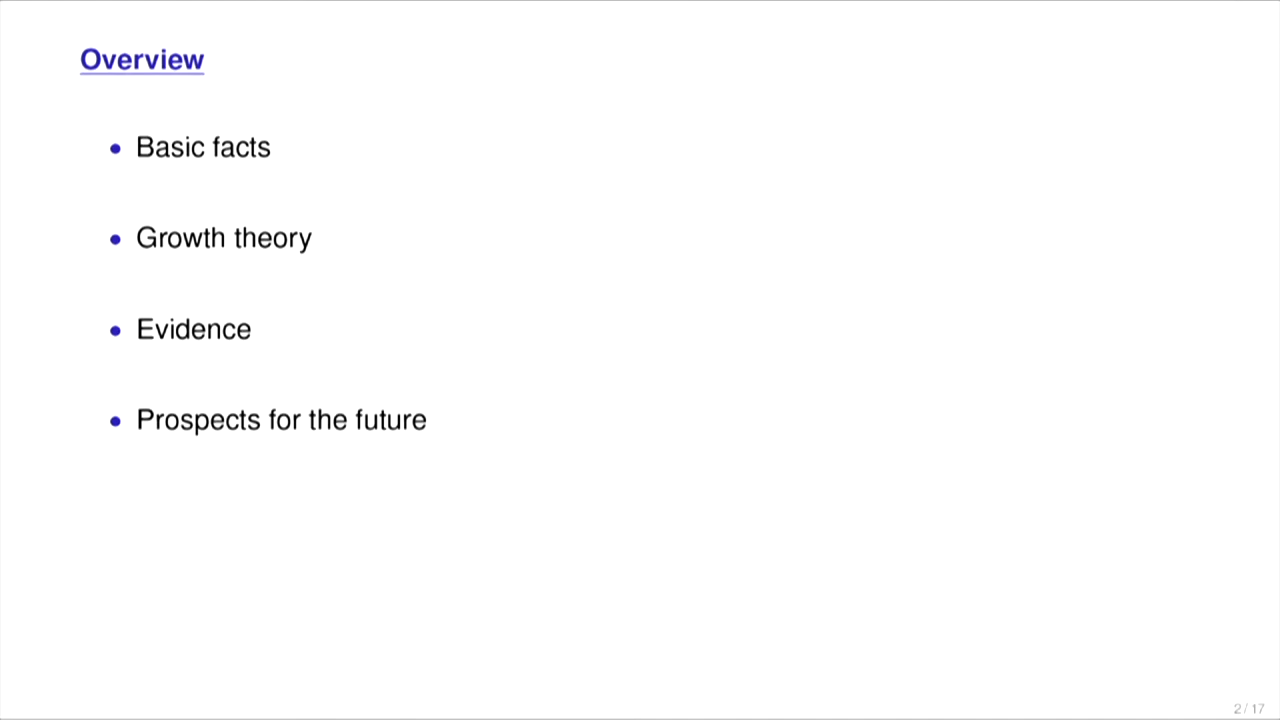 Overview
• Basic facts
• Growth theory
• Evidence
• Prospects for the future
2 / 17